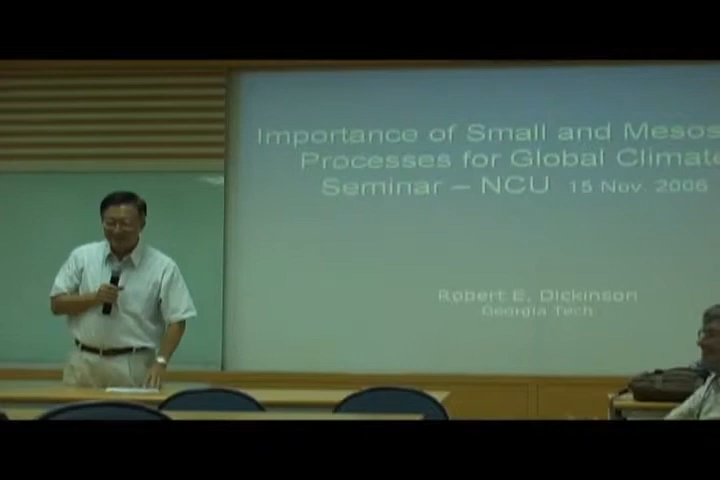 Importance of Small and Mesos
Processes for Global Climate
Seminar – NCU 15 Nov. 2006
Robert E. Dickinson
Georgia Tech